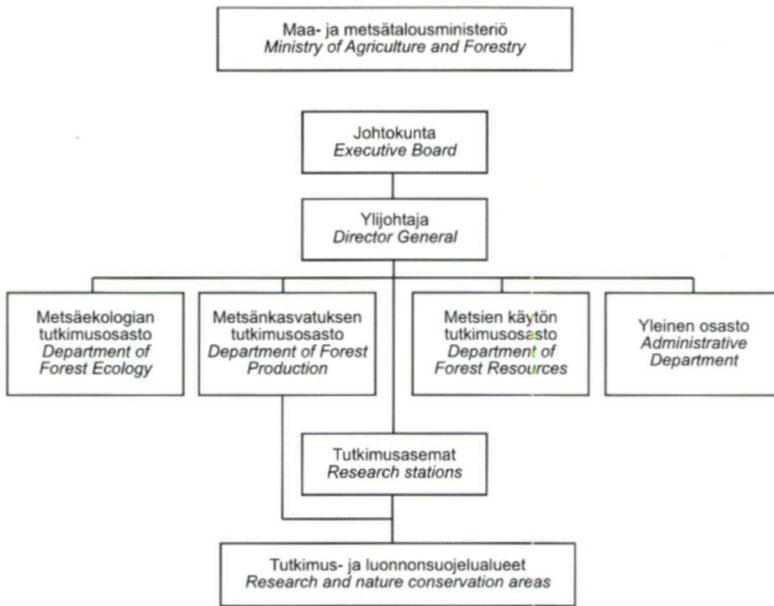 Maa- ja metsätalousministeriö
Ministry of Agriculture and Forestry
Johtokunta
Executive Board
Ylijohtaja
Director General
Metsäekologian
tutkimusosasto
Department of
Forest Ecology
Metsänkasvatuksen
tutkimusosasto
Department of Forest
Production
Metsien käytön
tutkimusosasto
Department of
Forest Resources
Yleinen osasto
Administrative
Department
Tutkimusasemat
Research stations
Tutkimus- ja luonnonsuojelualueet
Research and nature conservation areas